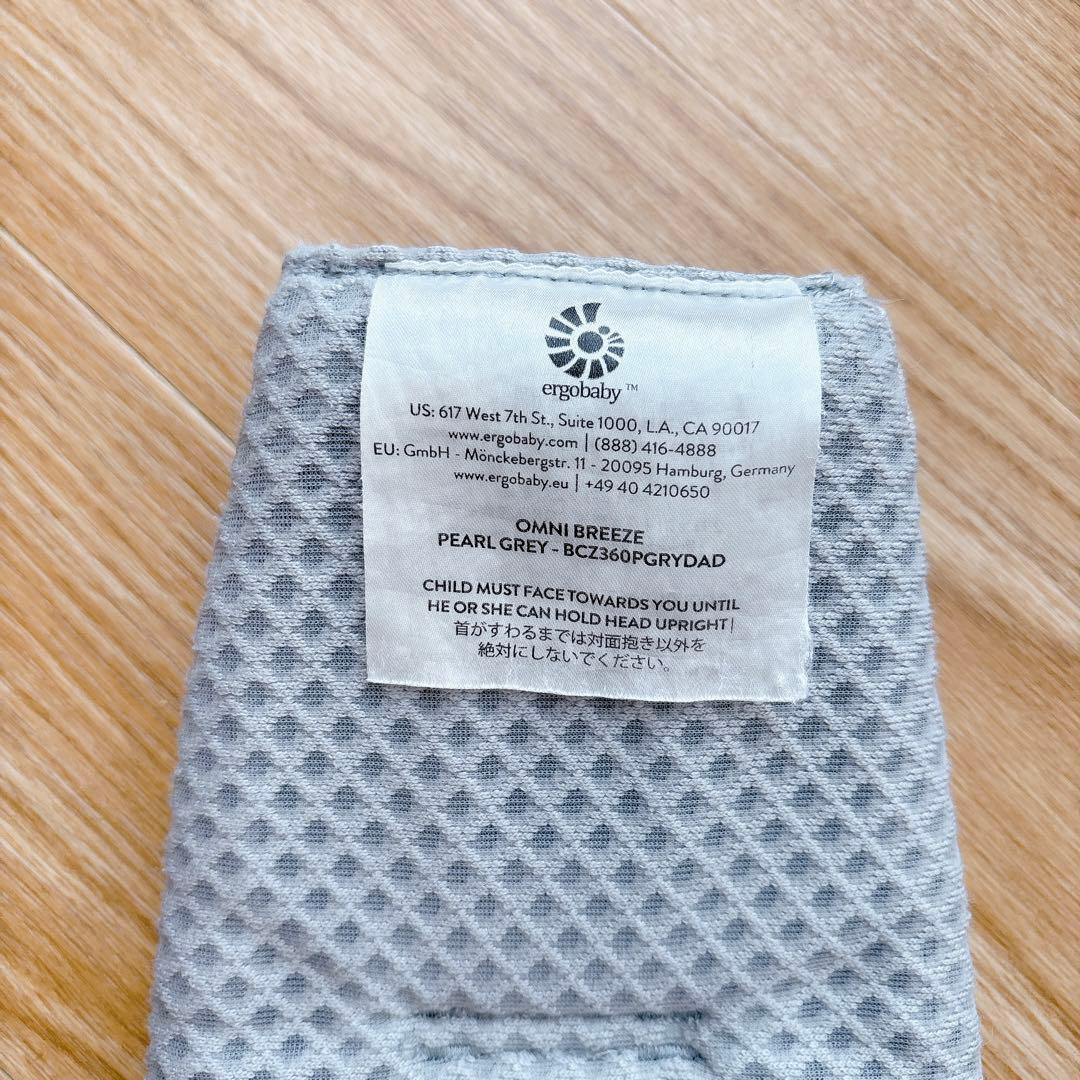 ergobaby™
US: 617 West 7th St., Suite 1000, L.A., CA 90017
www.ergobaby.com | (888) 416-4888
EU: GmbH - Mönckebergstr. 11 - 20095 Hamburg, Germany
www.ergobaby.eu | +49 40 4210650
OMNI BREEZE
PEARL GREY - BCZ360PGRYDAD
CHILD MUST FACE TOWARDS YOU UNTIL
HE OR SHE CAN HOLD HEAD UPRIGHT |
首がすわるまでは対面抱き以外を
絶対にしないでください。